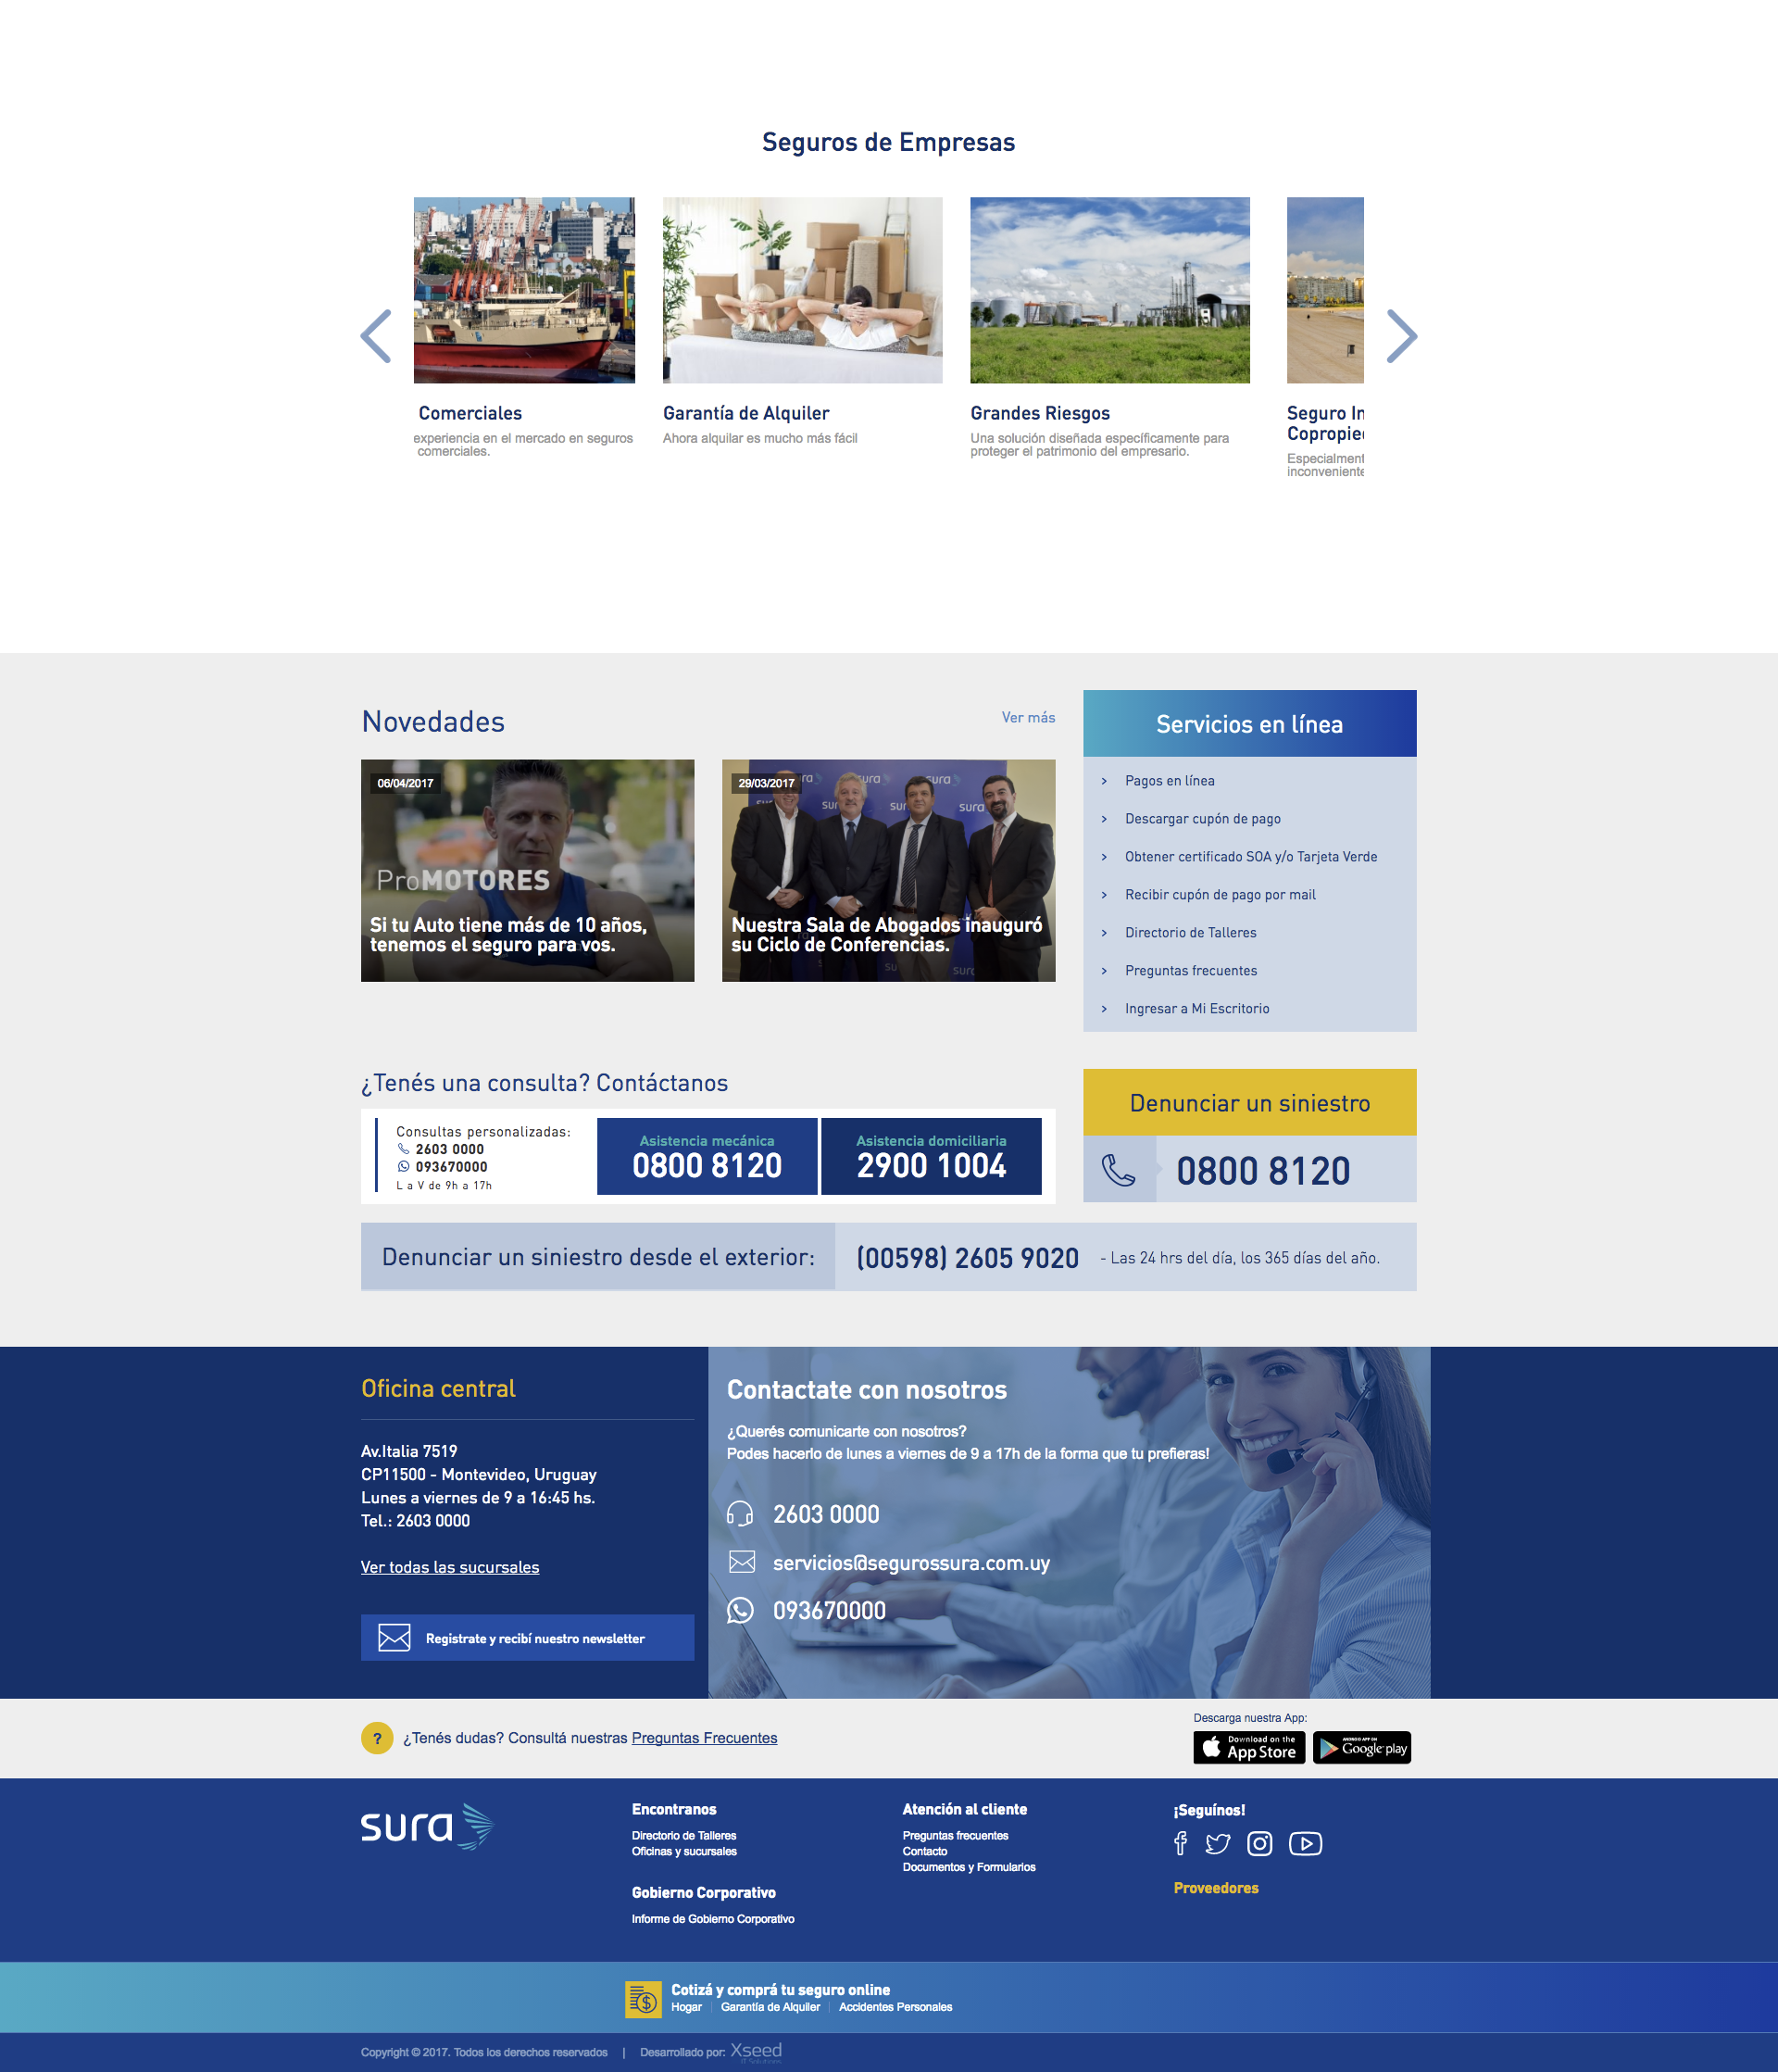 Seguros de Empresas
Comerciales
experiencia en el mercado en seguros
comerciales.
Garantía de Alquiler
Ahora alquilar es mucho más fácil
Grandes Riesgos
Una solución diseñada específicamente para
proteger el patrimonio del empresario.
Seguro In
Copropie
Especialment
inconveniente
Novedades
Ver más
06/04/2017
ProMOTORES
Si tu Auto tiene más de 10 años,
tenemos el seguro para vos.
29/03/2017
Nuestra Sala de Abogados inauguró
su Ciclo de Conferencias.
Servicios en línea
> Pagos en línea
> Descargar cupón de pago
> Obtener certificado SOA y/o Tarjeta Verde
> Recibir cupón de pago por mail
> Directorio de Talleres
> Preguntas frecuentes
> Ingresar a Mi Escritorio
¿Tenés una consulta? Contáctanos
Consultas personalizadas:
2603 0000
093670000
L a V de 9h a 17h
Asistencia mecánica
0800 8120
Asistencia domiciliaria
2900 1004
Denunciar un siniestro
0800 8120
Denunciar un siniestro desde el exterior:
(00598) 2605 9020 - Las 24 hrs del día, los 365 días del año.
Oficina central
Av.Italia 7519
CP11500 - Montevideo, Uruguay
Lunes a viernes de 9 a 16:45 hs.
Tel.: 2603 0000
Ver todas las sucursales
Registrate y recibí nuestro newsletter
Contactate con nosotros
¿Querés comunicarte con nosotros?
Podes hacerlo de lunes a viernes de 9 a 17h de la forma que tu prefieras!
2603 0000
servicios@segurossura.com.uy
093670000
? ¿Tenés dudas? Consultá nuestras Preguntas Frecuentes
Descarga nuestra App:
Download on the
App Store
ANDROID APP ON
Google play
sura
Encontranos
Directorio de Talleres
Oficinas y sucursales
Gobierno Corporativo
Informe de Gobierno Corporativo
Atención al cliente
Preguntas frecuentes
Contacto
Documentos y Formularios
¡Seguínos!
Proveedores
Cotizá y comprá tu seguro online
Hogar | Garantía de Alquiler | Accidentes Personales
Copyright © 2017. Todos los derechos reservados | Desarrollado por: Xseed
IT Solutions